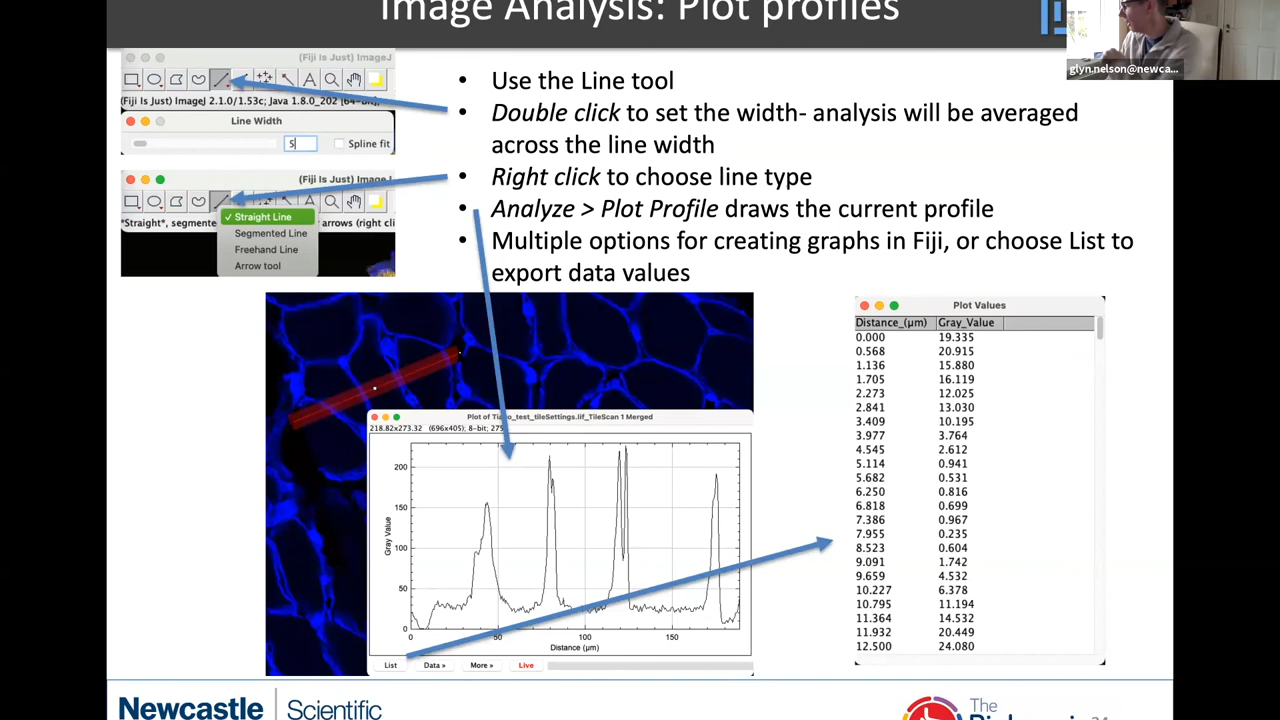 Image Analysis: Plot profiles
glyn.nelson@newca...
(Fiji Is Just) ImageJ
(Fiji Is Just) ImageJ 2.1.0/1.53c; Java 1.8.0_202 [64-bit];
Line Width
5
Spline fit
(Fiji Is Just) ImageJ
*Straight*, segmente
arrows (right cli
✓ Straight Line
Segmented Line
Freehand Line
Arrow tool
• Use the Line tool
• Double click to set the width- analysis will be averaged
across the line width
• Right click to choose line type
• Analyze > Plot Profile draws the current profile
• Multiple options for creating graphs in Fiji, or choose List to
export data values
Plot of test_tileSettings.lif_TileScan 1 Merged
218.82x273.32 (696x405); 8-bit; 275
Gray Value
200
150
100
50
0
0
50
100
150
Distance (µm)
List
Data »
More »
Live
Plot Values
Distance_(µm) Gray_Value
0.000 19.335
0.568 20.915
1.136 15.880
1.705 16.119
2.273 12.025
2.841 13.030
3.409 10.195
3.977 3.764
4.545 2.612
5.114 0.941
5.682 0.531
6.250 0.816
6.818 0.699
7.386 0.967
7.955 0.235
8.523 0.604
9.091 1.742
9.659 4.532
10.227 6.378
10.795 11.194
11.364 14.532
11.932 20.449
12.500 24.080
Newcastle
Scientific
The